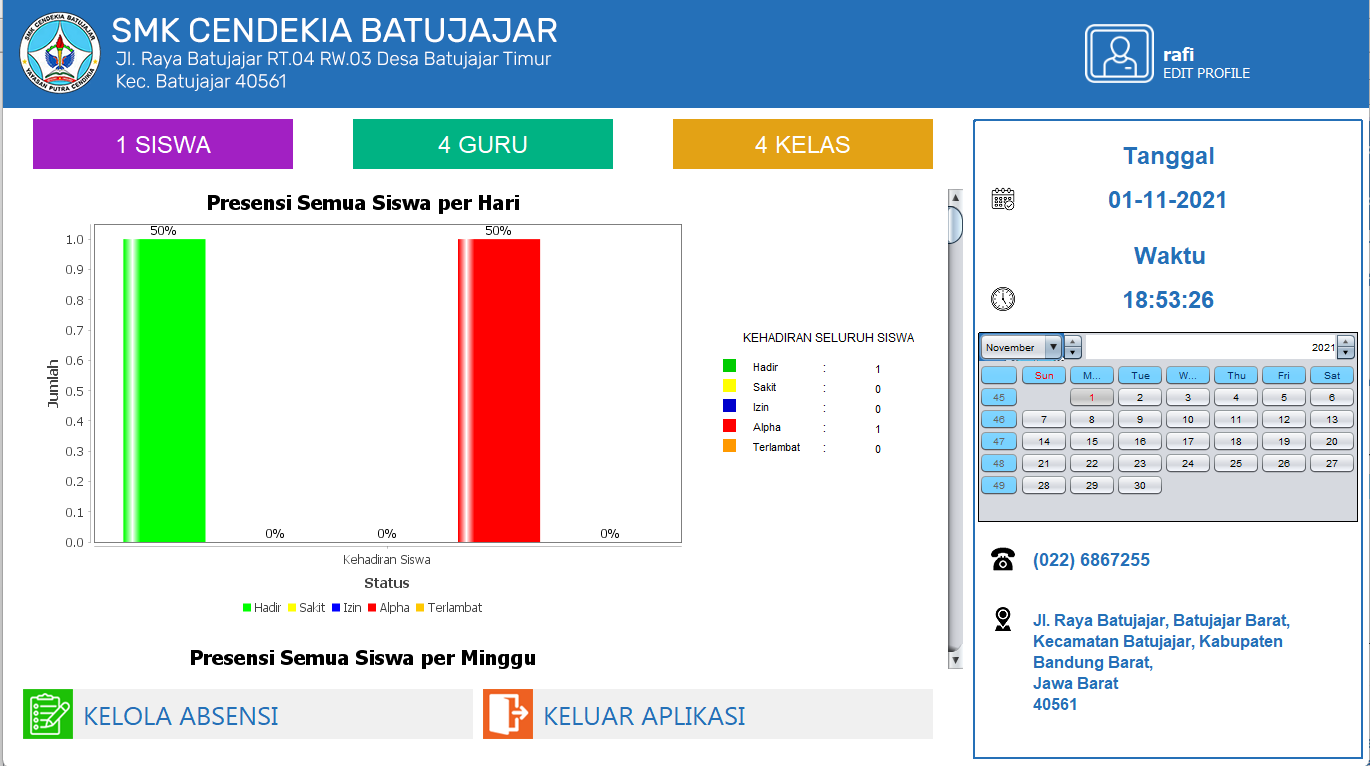 SMK CENDEKIA BATUJAJAR
YAYASAN PUTRA CENDIKIA
SMK CENDEKIA BATUJAJAR
Jl. Raya Batujajar RT.04 RW.03 Desa Batujajar Timur
Kec. Batujajar 40561
rafi
EDIT PROFILE
1 SISWA
4 GURU
4 KELAS
Presensi Semua Siswa per Hari
50%
50%
1.0
0.9
0.8
0.7
0.6
0.5
0.4
0.3
0.2
0.1
0.0
Jumlah
0%
0%
0%
Kehadiran Siswa
Status
Hadir Sakit Izin Alpha Terlambat
KEHADIRAN SELURUH SISWA
Hadir : 1
Sakit : 0
Izin : 0
Alpha : 1
Terlambat : 0
Presensi Semua Siswa per Minggu
KELOLA ABSENSI
KELUAR APLIKASI
Tanggal
01-11-2021
Waktu
18:53:26
November 2021
Sun M... Tue W... Thu Fri Sat
45 1 2 3 4 5 6
46 7 8 9 10 11 12 13
47 14 15 16 17 18 19 20
48 21 22 23 24 25 26 27
49 28 29 30
(022) 6867255
Jl. Raya Batujajar, Batujajar Barat,
Kecamatan Batujajar, Kabupaten
Bandung Barat,
Jawa Barat
40561